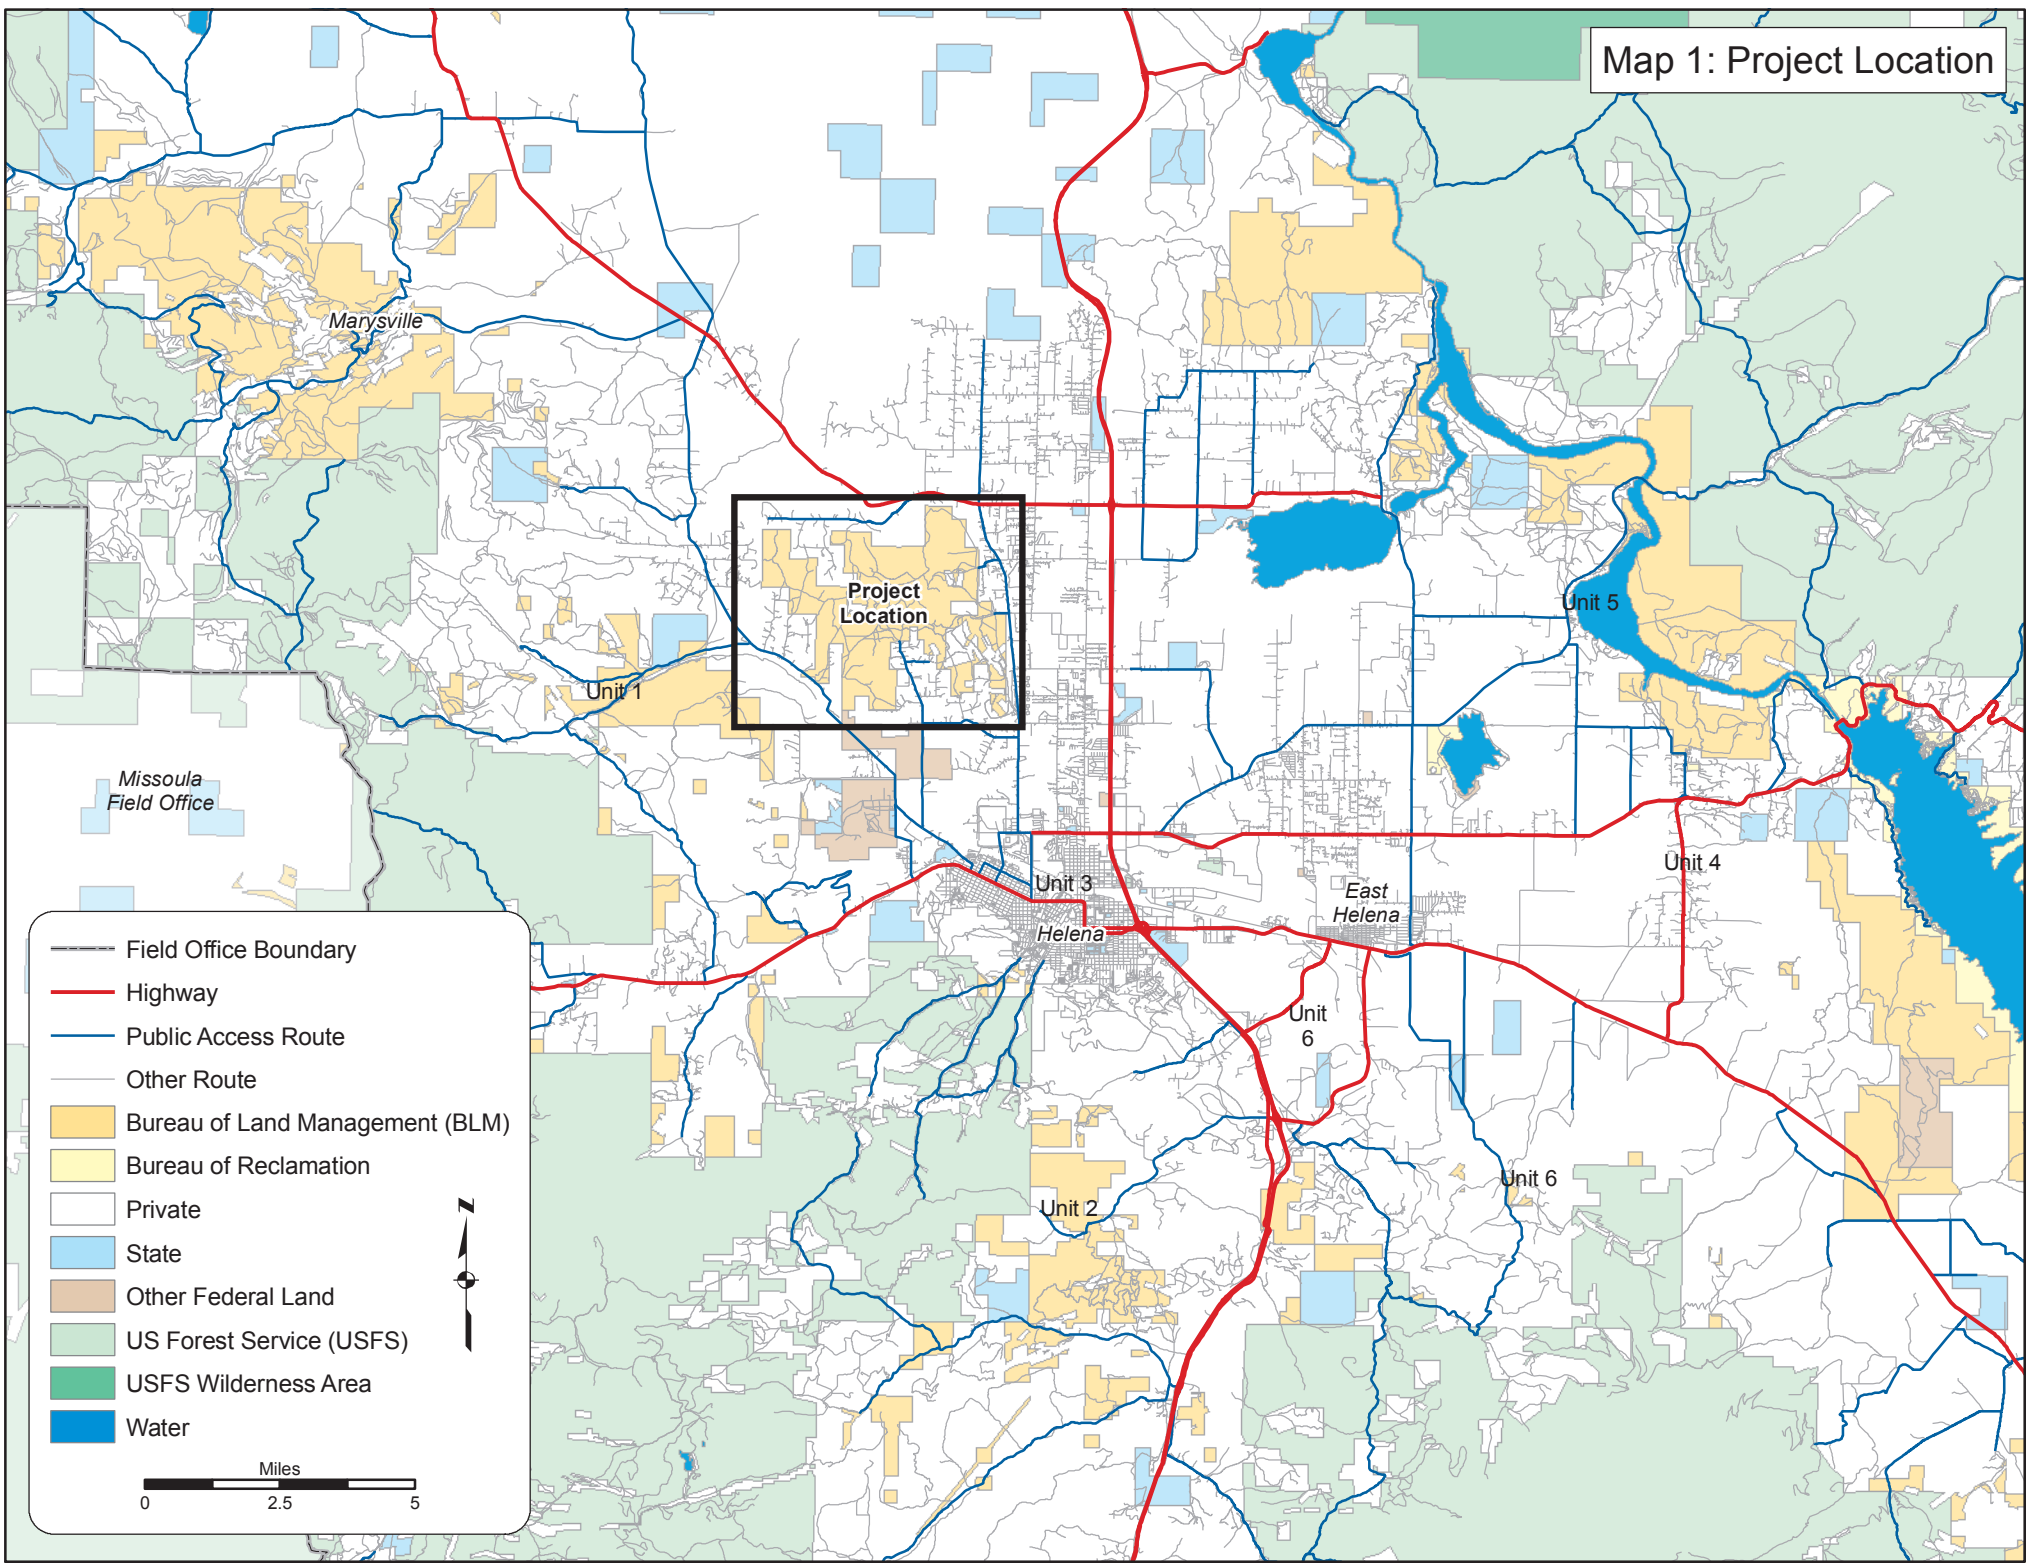 Map 1: Project Location
Marysville
Project
Location
Unit 5
Unit 1
Missoula
Field Office
Unit 4
Unit 3
East
Helena
Helena
Unit
6
Unit 6
Unit 2
Field Office Boundary
Highway
Public Access Route
Other Route
Bureau of Land Management (BLM)
Bureau of Reclamation
Private
State
Other Federal Land
US Forest Service (USFS)
USFS Wilderness Area
Water
N
Miles
0 2.5 5